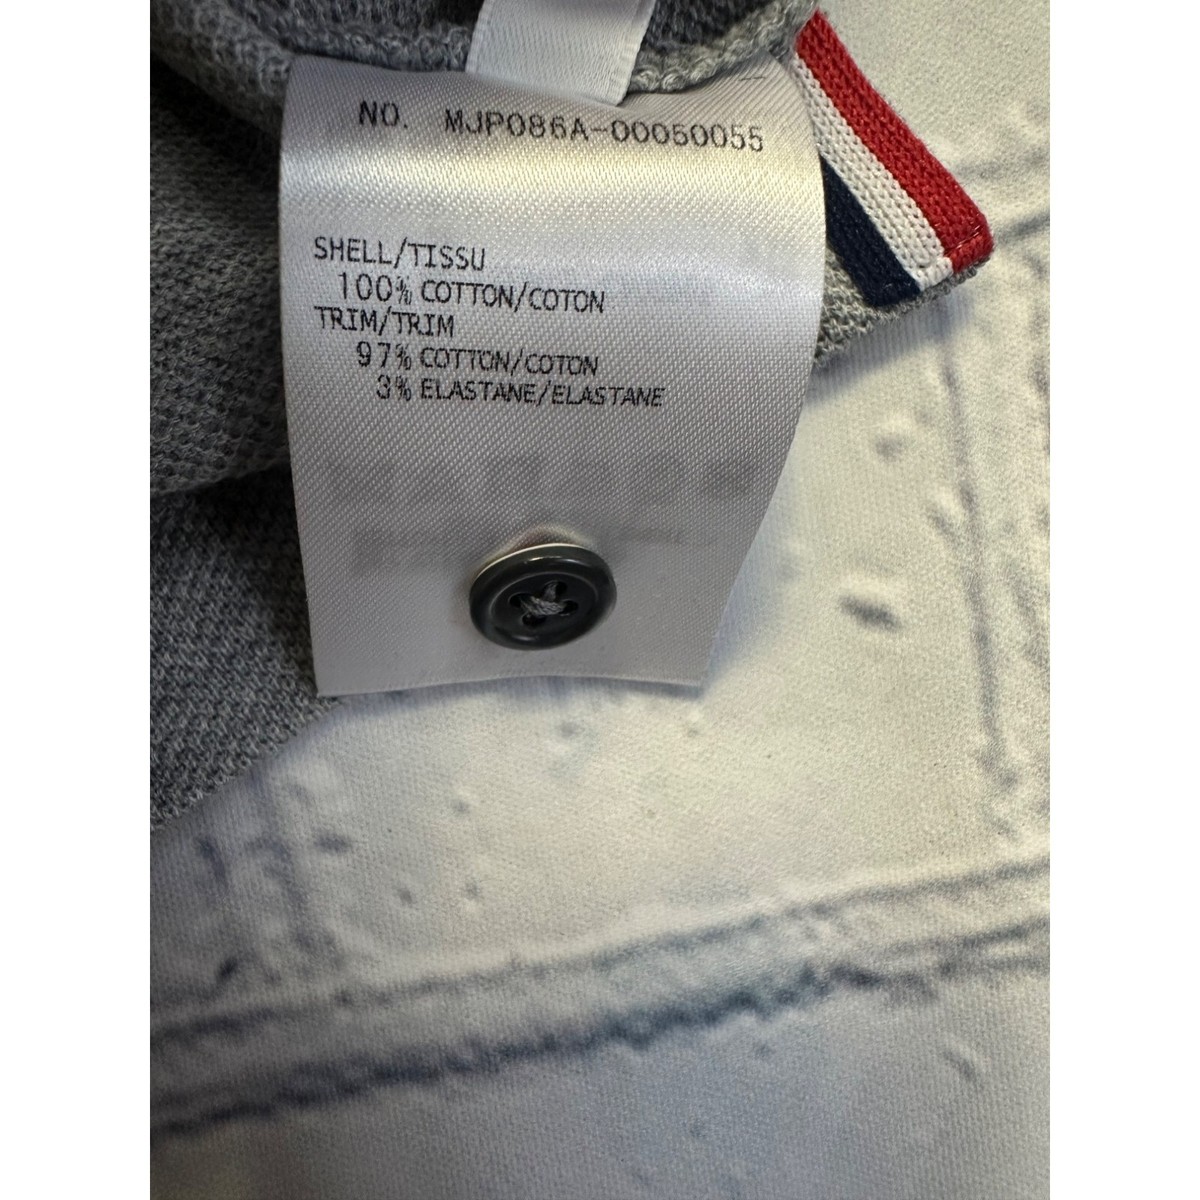 NO. MJP086A-00050055
SHELL/TISSU
100% COTTON/COTON
TRIM/TRIM
97% COTTON/COTON
3% ELASTANE/ELASTANE